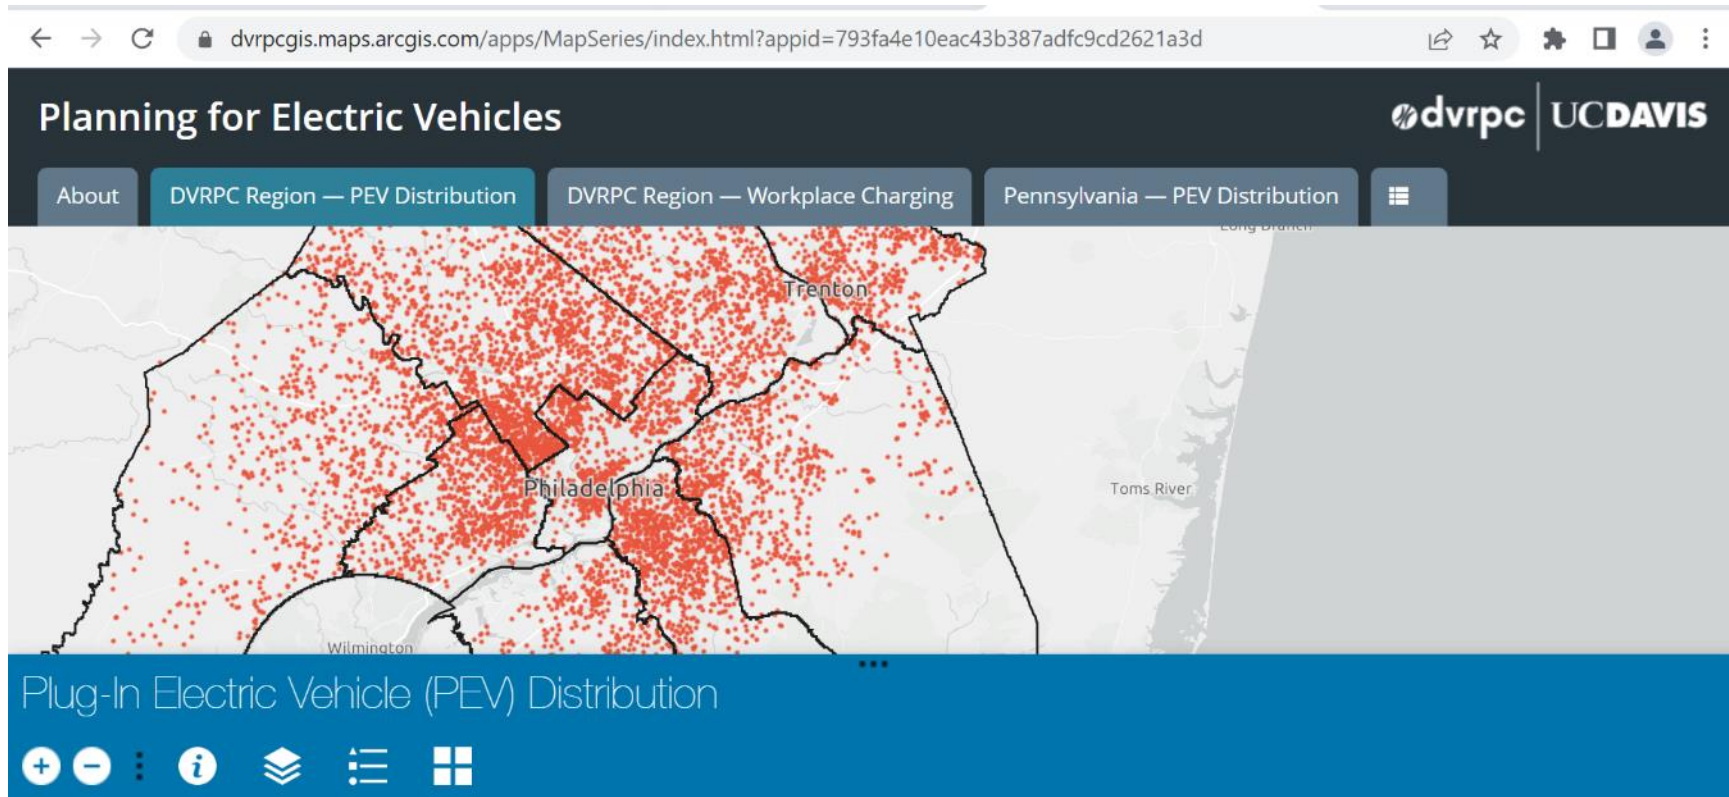 dvrpcgis.maps.arcgis.com/apps/MapSeries/index.html?appid=793fa4e10eac43b387adfc9cd2621a3d
Planning for Electric Vehicles
dvrpc UCDAVIS
About
DVRPC Region — PEV Distribution
DVRPC Region — Workplace Charging
Pennsylvania — PEV Distribution
Long Branch
Trenton
Philadelphia
Toms River
Wilmington
Plug-In Electric Vehicle (PEV) Distribution